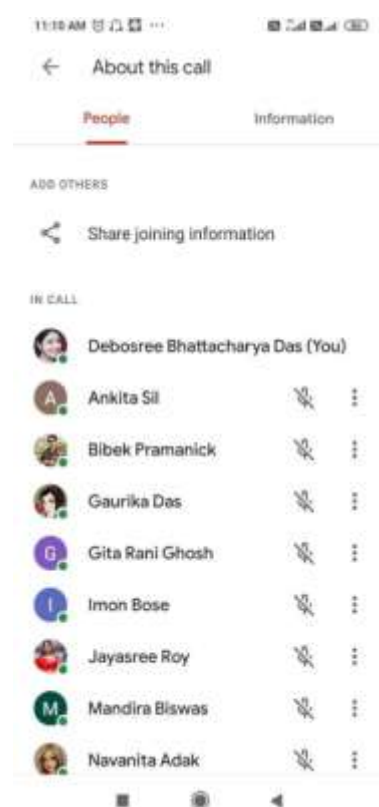 11:10 AM
About this call
People Information
ADD OTHERS
Share joining information
IN CALL
Debosree Bhattacharya Das (You)
A Ankita Sil
Bibek Pramanick
Gaurika Das
G Gita Rani Ghosh
I Imon Bose
Jayasree Roy
M Mandira Biswas
Navanita Adak